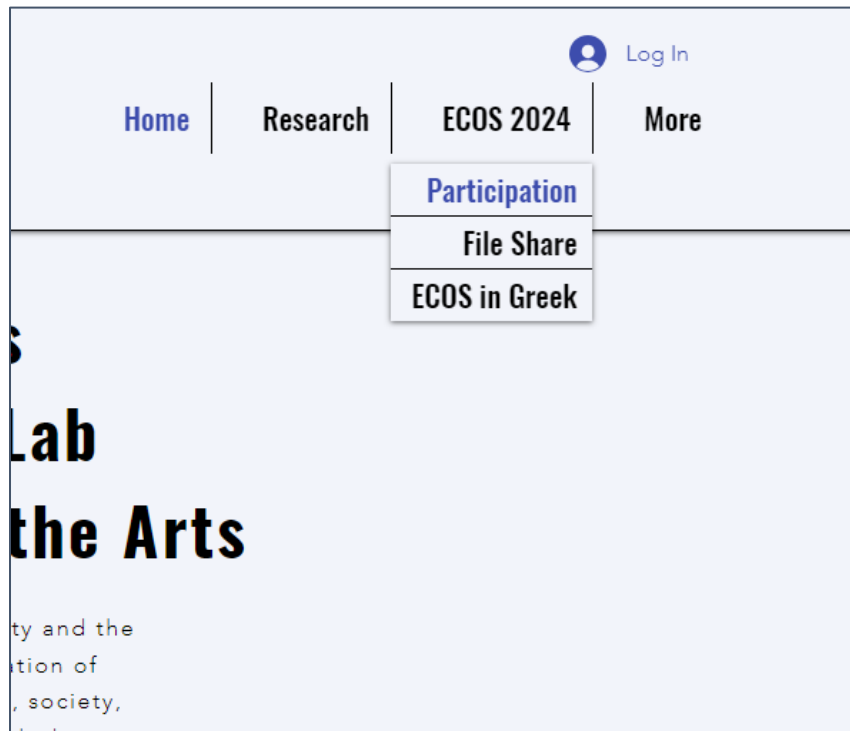 Log In
Home Research ECOS 2024 More
Participation
File Share
ECOS in Greek
s
Lab
the Arts
ty and the
ation of
, society,